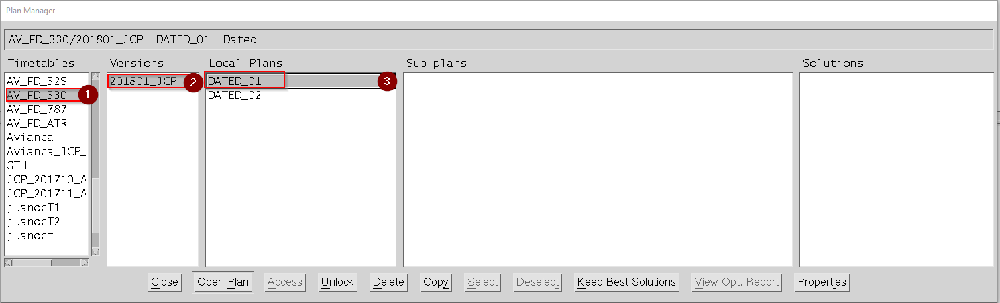 Plan Manager
AV_FD_330/201801_JCP DATED_01 Dated
Timetables
AV_FD_32S
AV_FD_330
1
AV_FD_787
AV_FD_ATR
Avianca
Avianca_JCP_
GTH
JCP_201710_A
JCP_201711_A
juanocT1
juanocT2
juanoct
Versions
201801_JCP
2
Local Plans
DATED_01
3
DATED_02
Sub-plans
Solutions
Close Open Plan Access Unlock Delete Copy Select Deselect Keep Best Solutions View Opt. Report Properties